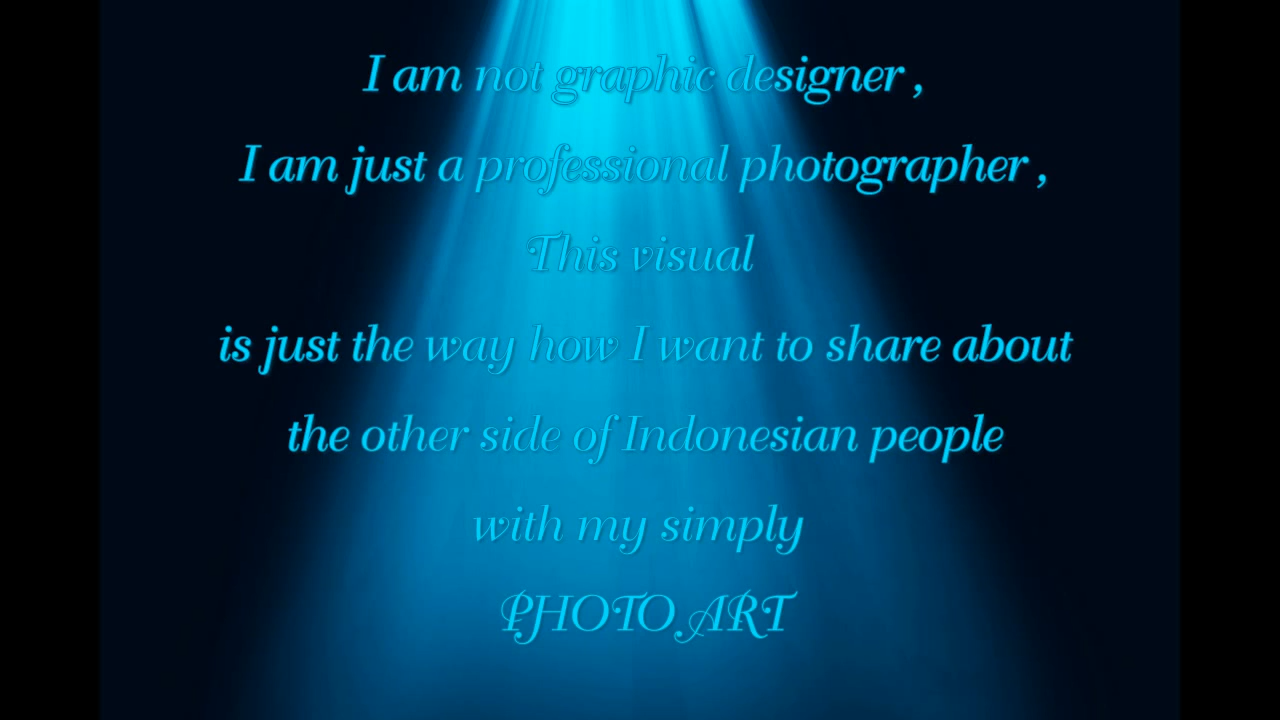 I am not graphic designer ,
I am just a professional photographer ,
This visual
is just the way how I want to share about
the other side of Indonesian people
with my simply
PHOTO ART